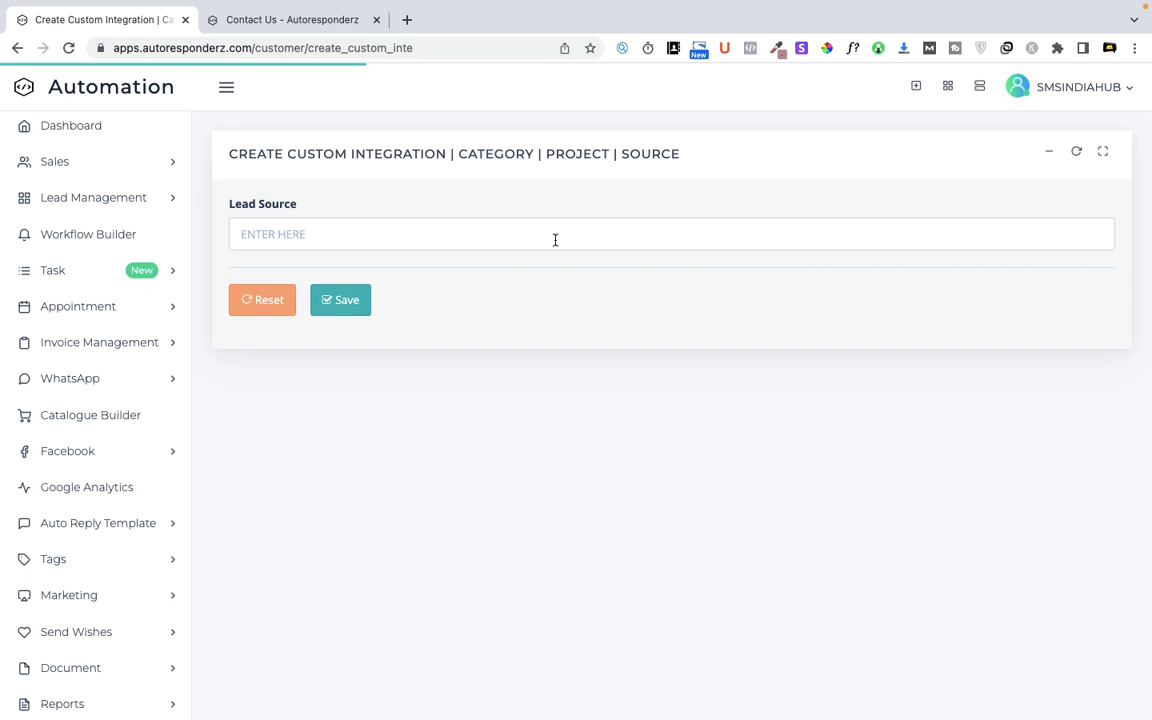 Create Custom Integration | Ca
Contact Us - Autoresponderz
apps.autoresponderz.com/customer/create_custom_inte
New
Automation
SMSINDIAHUB
Dashboard
Sales
Lead Management
Workflow Builder
Task New
Appointment
Invoice Management
WhatsApp
Catalogue Builder
Facebook
Google Analytics
Auto Reply Template
Tags
Marketing
Send Wishes
Document
Reports
CREATE CUSTOM INTEGRATION | CATEGORY | PROJECT | SOURCE
Lead Source
ENTER HERE
Reset
Save